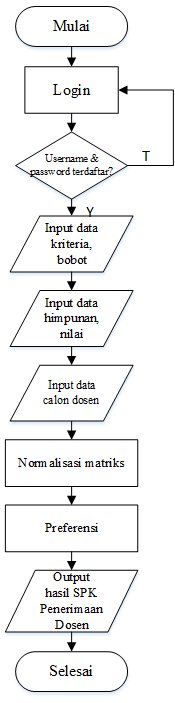 Mulai
Login
Username &
password terdaftar?
T
Y
Input data
kriteria,
bobot
Input data
himpunan,
nilai
Input data
calon dosen
Normalisasi matriks
Preferensi
Output
hasil SPK
Penerimaan
Dosen
Selesai